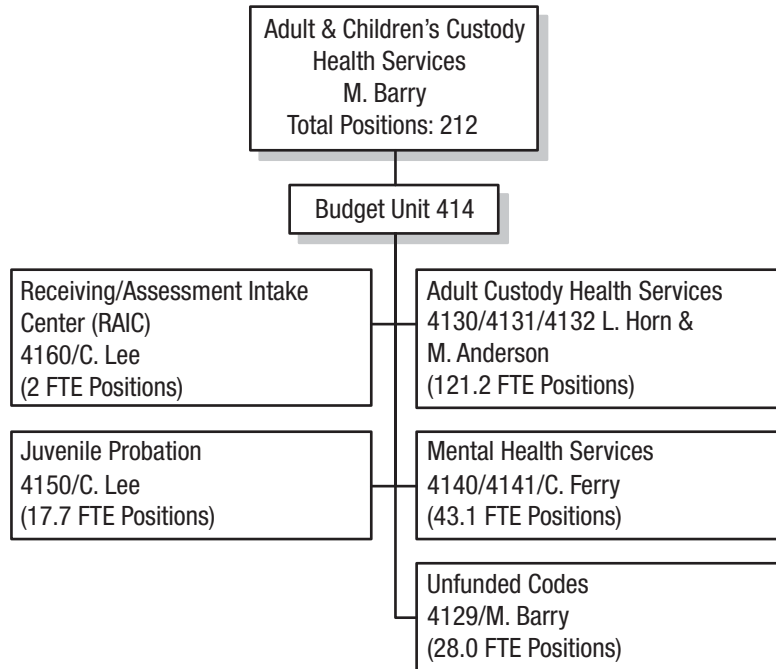 Adult & Children’s Custody
Health Services
M. Barry
Total Positions: 212
Budget Unit 414
Receiving/Assessment Intake
Center (RAIC)
4160/C. Lee
(2 FTE Positions)
Adult Custody Health Services
4130/4131/4132 L. Horn &
M. Anderson
(121.2 FTE Positions)
Juvenile Probation
4150/C. Lee
(17.7 FTE Positions)
Mental Health Services
4140/4141/C. Ferry
(43.1 FTE Positions)
Unfunded Codes
4129/M. Barry
(28.0 FTE Positions)